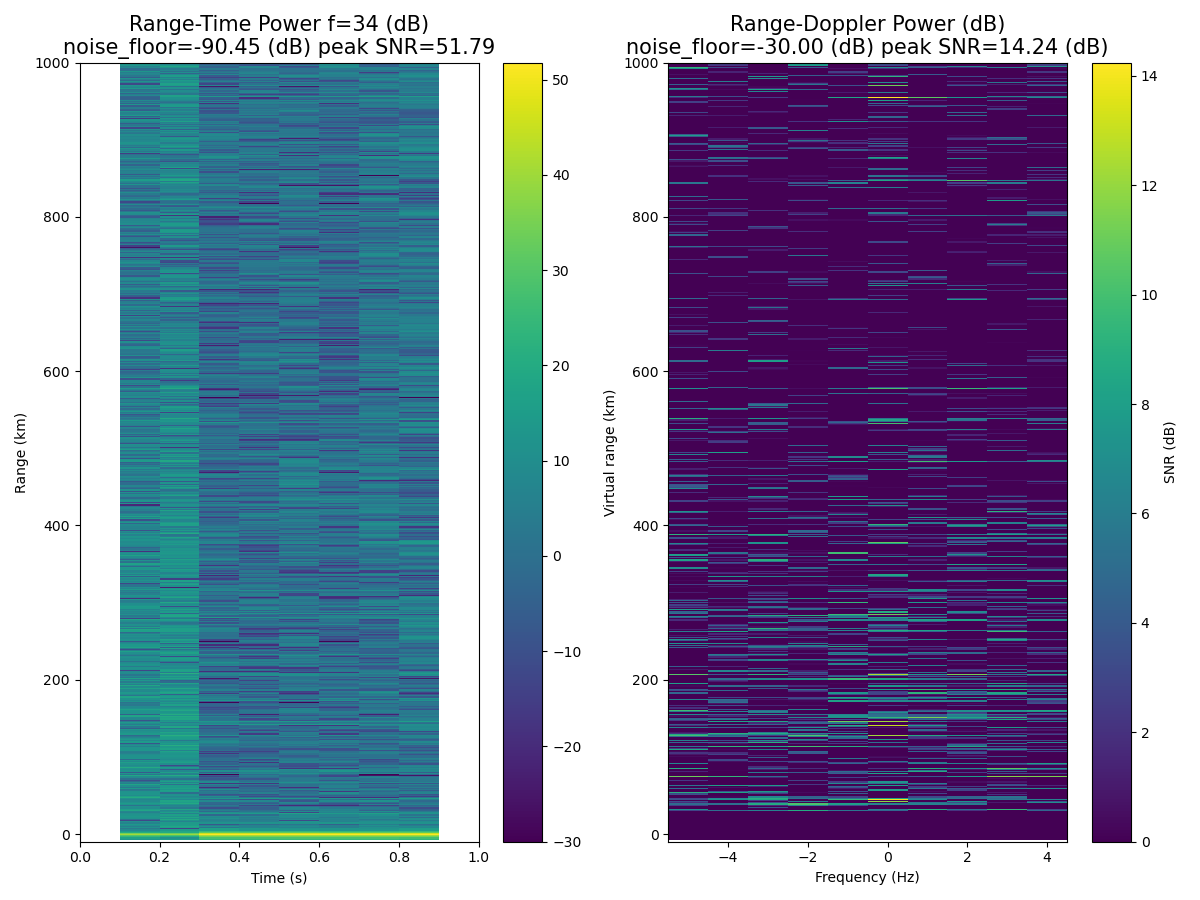 Range-Time Power f=34 (dB)
noise_floor=-90.45 (dB) peak SNR=51.79
Range (km)
1000
800
600
400
200
0
0.0 0.2 0.4 0.6 0.8 1.0
Time (s)
50
40
30
20
10
0
−10
−20
−30
Range-Doppler Power (dB)
noise_floor=-30.00 (dB) peak SNR=14.24 (dB)
Virtual range (km)
1000
800
600
400
200
0
−4 −2 0 2 4
Frequency (Hz)
14
12
10
8
6
4
2
0
SNR (dB)